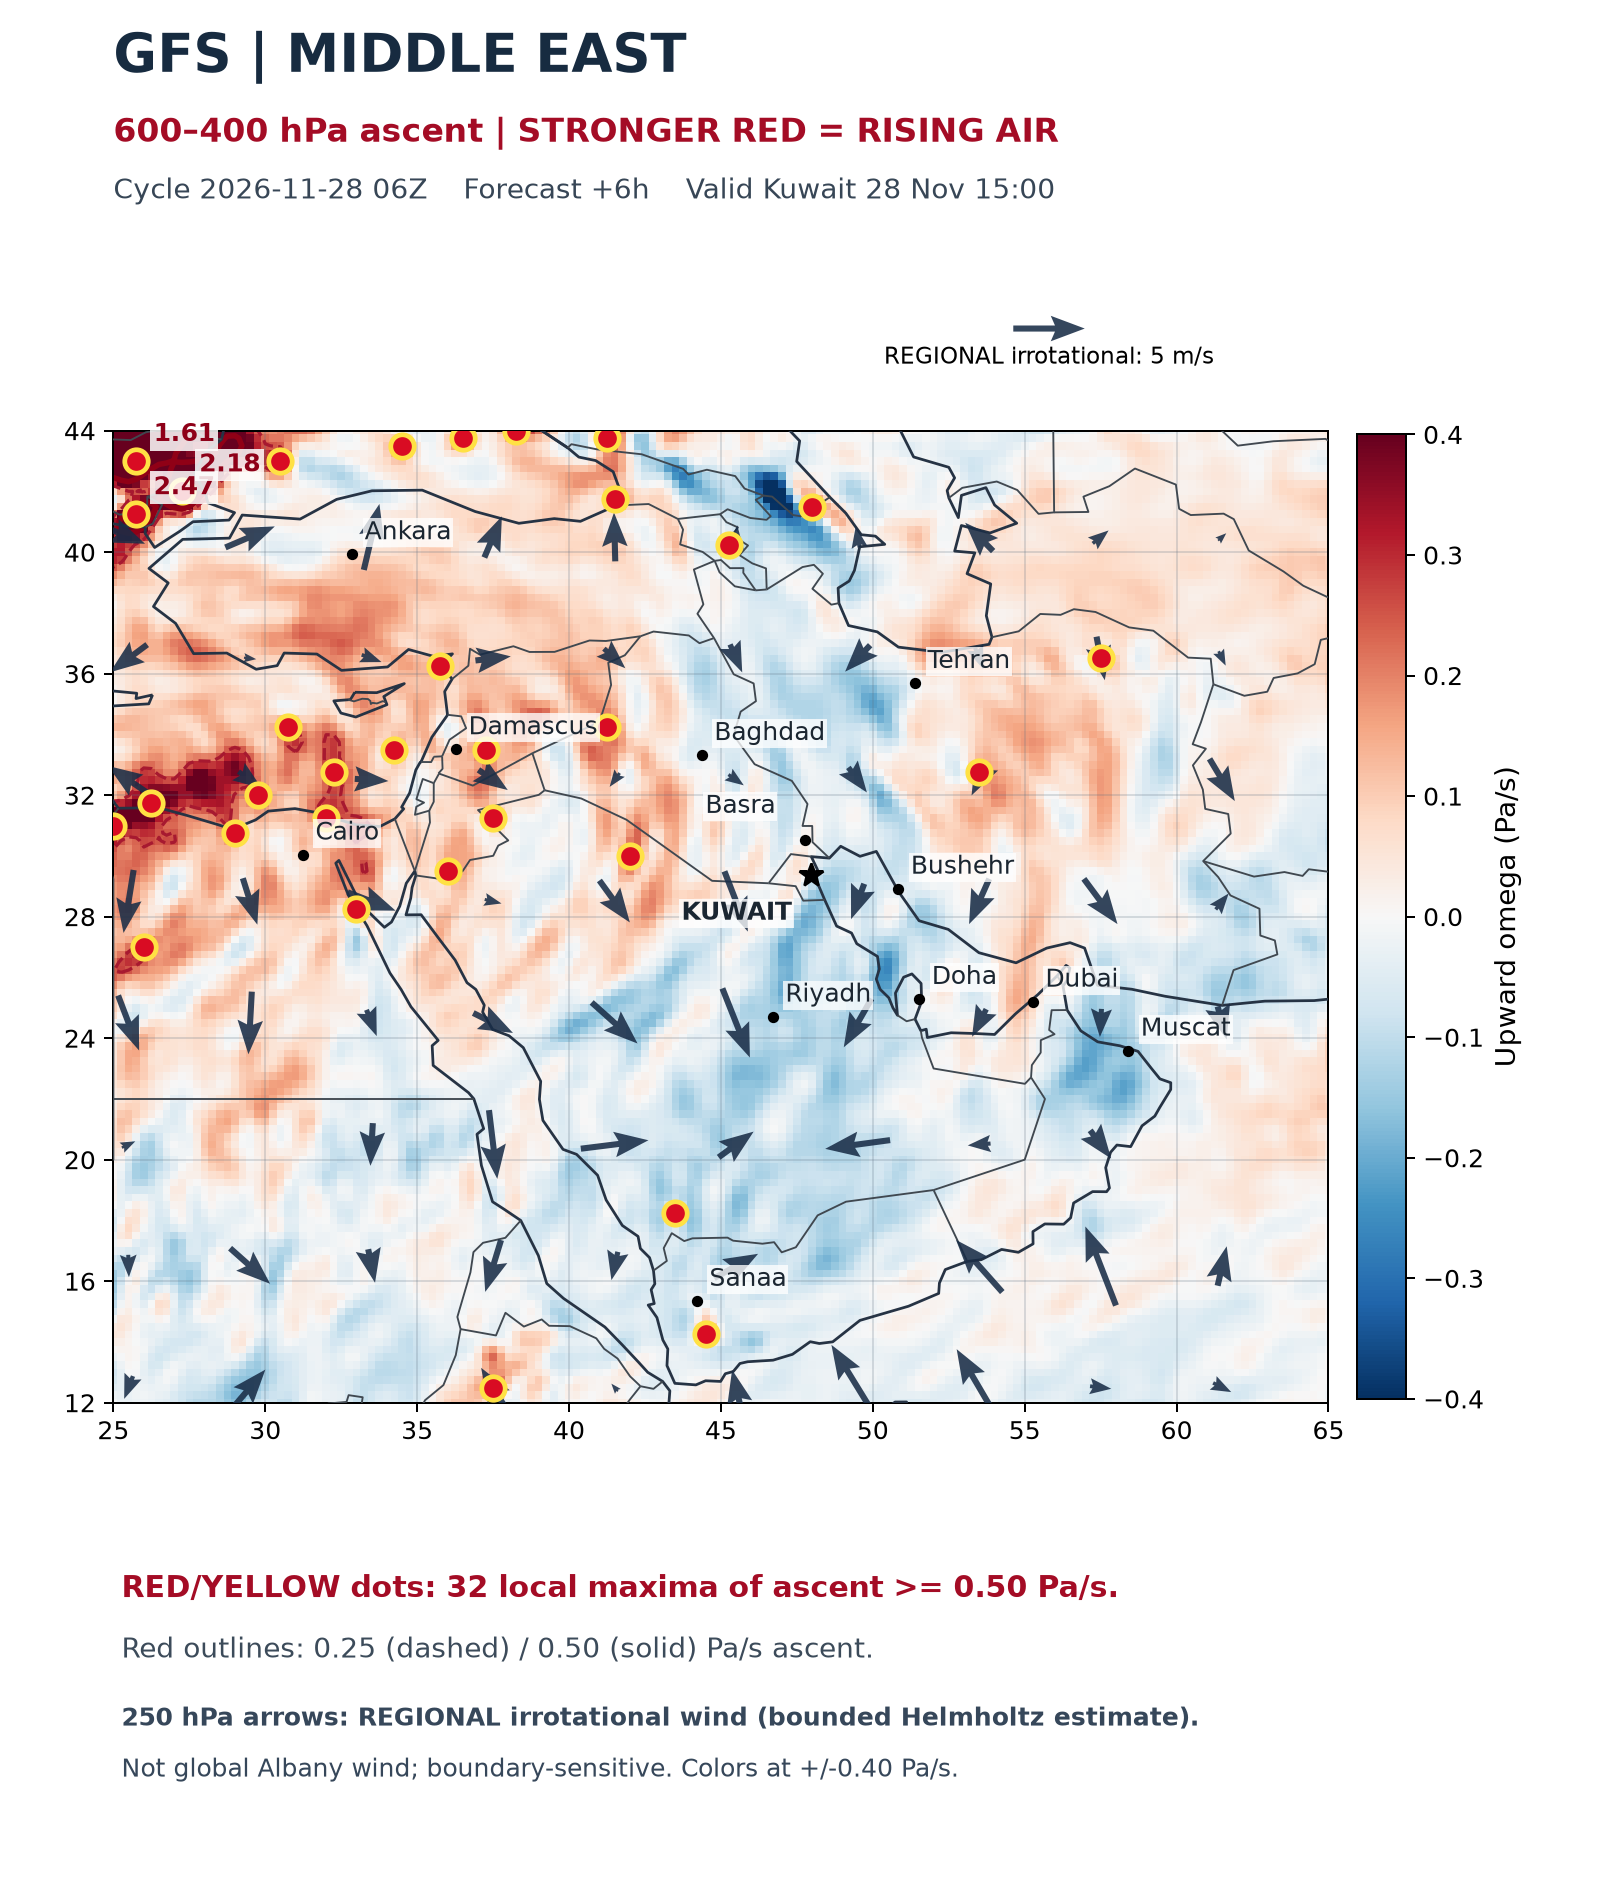 GFS | MIDDLE EAST
600–400 hPa ascent | STRONGER RED = RISING AIR
Cycle 2026-11-28 06Z    Forecast +6h    Valid Kuwait 28 Nov 15:00
REGIONAL irrotational: 5 m/s
44
40
36
32
28
24
20
16
12
1.61
2.18
2.47
Ankara
Tehran
Damascus
Baghdad
Basra
Cairo
Bushehr
KUWAIT
Doha
Dubai
Riyadh
Muscat
Sanaa
25
30
35
40
45
50
55
60
65
0.4
0.3
0.2
0.1
0.0
−0.1
−0.2
−0.3
−0.4
Upward omega (Pa/s)
RED/YELLOW dots: 32 local maxima of ascent >= 0.50 Pa/s.
Red outlines: 0.25 (dashed) / 0.50 (solid) Pa/s ascent.
250 hPa arrows: REGIONAL irrotational wind (bounded Helmholtz estimate).
Not global Albany wind; boundary-sensitive. Colors at +/-0.40 Pa/s.